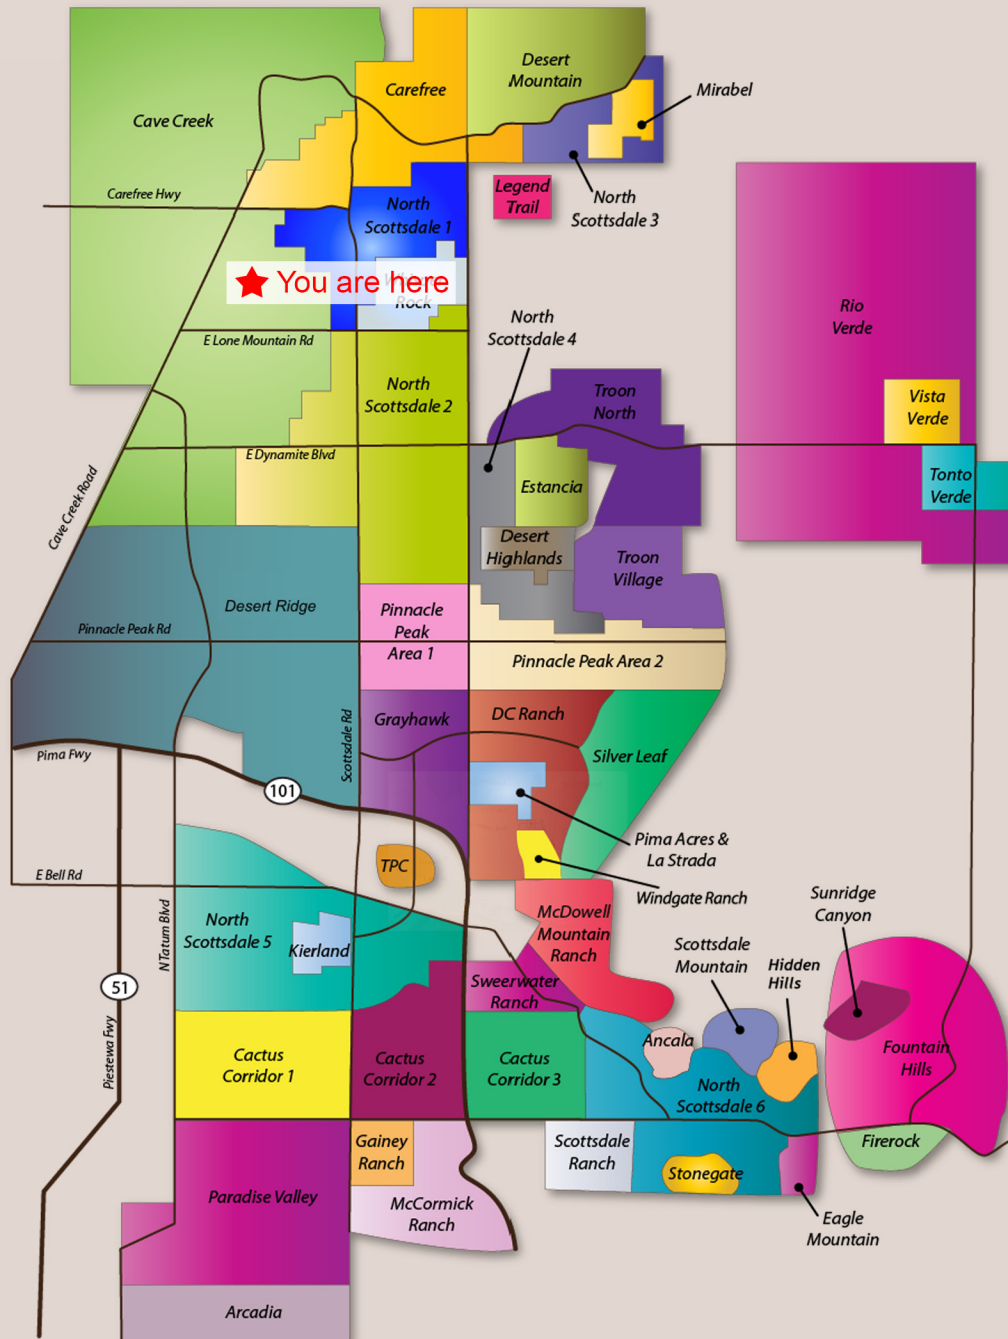 Cave Creek
Carefree
Desert
Mountain
Mirabel
Carefree Hwy
North
Scottsdale 1
Legend
Trail
North
Scottsdale 3
You are here
Rock
E Lone Mountain Rd
North
Scottsdale 4
Rio
Verde
North
Scottsdale 2
Troon
North
Vista
Verde
E Dynamite Blvd
Cave Creek Road
Estancia
Tonto
Verde
Desert
Highlands
Troon
Village
Desert Ridge
Pinnacle
Peak
Area 1
Pinnacle Peak Rd
Pinnacle Peak Area 2
Grayhawk
DC Ranch
Silver Leaf
Scottsdale Rd
Pima Fwy
101
Pima Acres &
La Strada
TPC
Windgate Ranch
E Bell Rd
N Tatum Blvd
North
Scottsdale 5
Kierland
McDowell
Mountain
Ranch
Sunridge
Canyon
Scottsdale
Mountain
Hidden
Hills
51
Piestewa Fwy
Sweerwater
Ranch
Ancala
Fountain
Hills
Cactus
Corridor 1
Cactus
Corridor 2
Cactus
Corridor 3
North
Scottsdale 6
Gainey
Ranch
Scottsdale
Ranch
Stonegate
Firerock
Paradise Valley
McCormick
Ranch
Eagle
Mountain
Arcadia